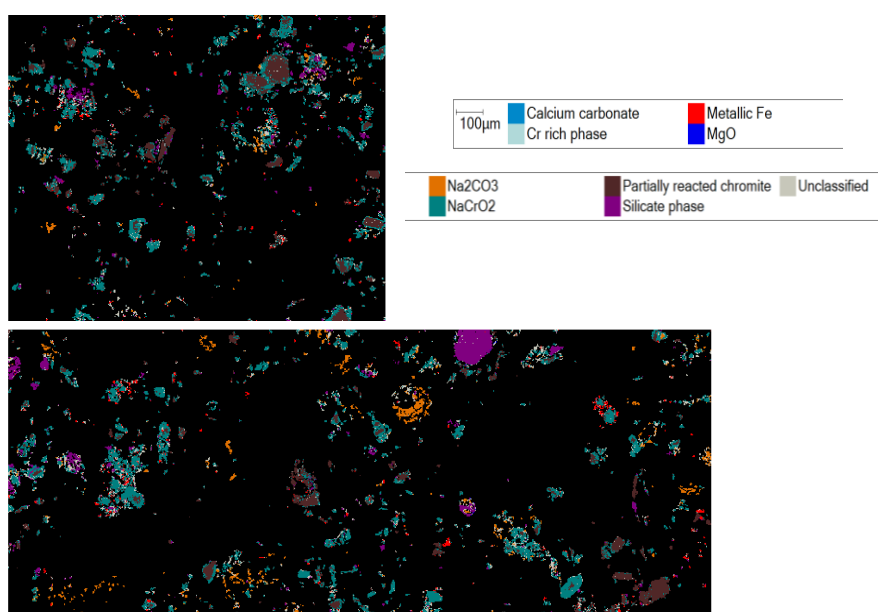 Calcium carbonate Metallic Fe
100μm Cr rich phase MgO
Na2CO3 Partially reacted chromite Unclassified
NaCrO2 Silicate phase